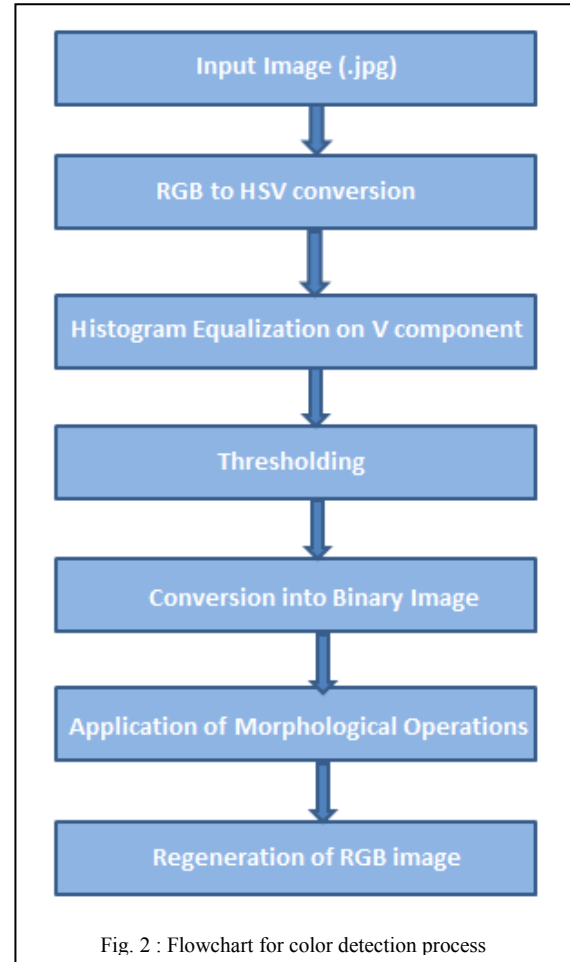 Input Image (.jpg)
RGB to HSV conversion
Histogram Equalization on V component
Thresholding
Conversion into Binary Image
Application of Morphological Operations
Regeneration of RGB image
Fig. 2 : Flowchart for color detection process